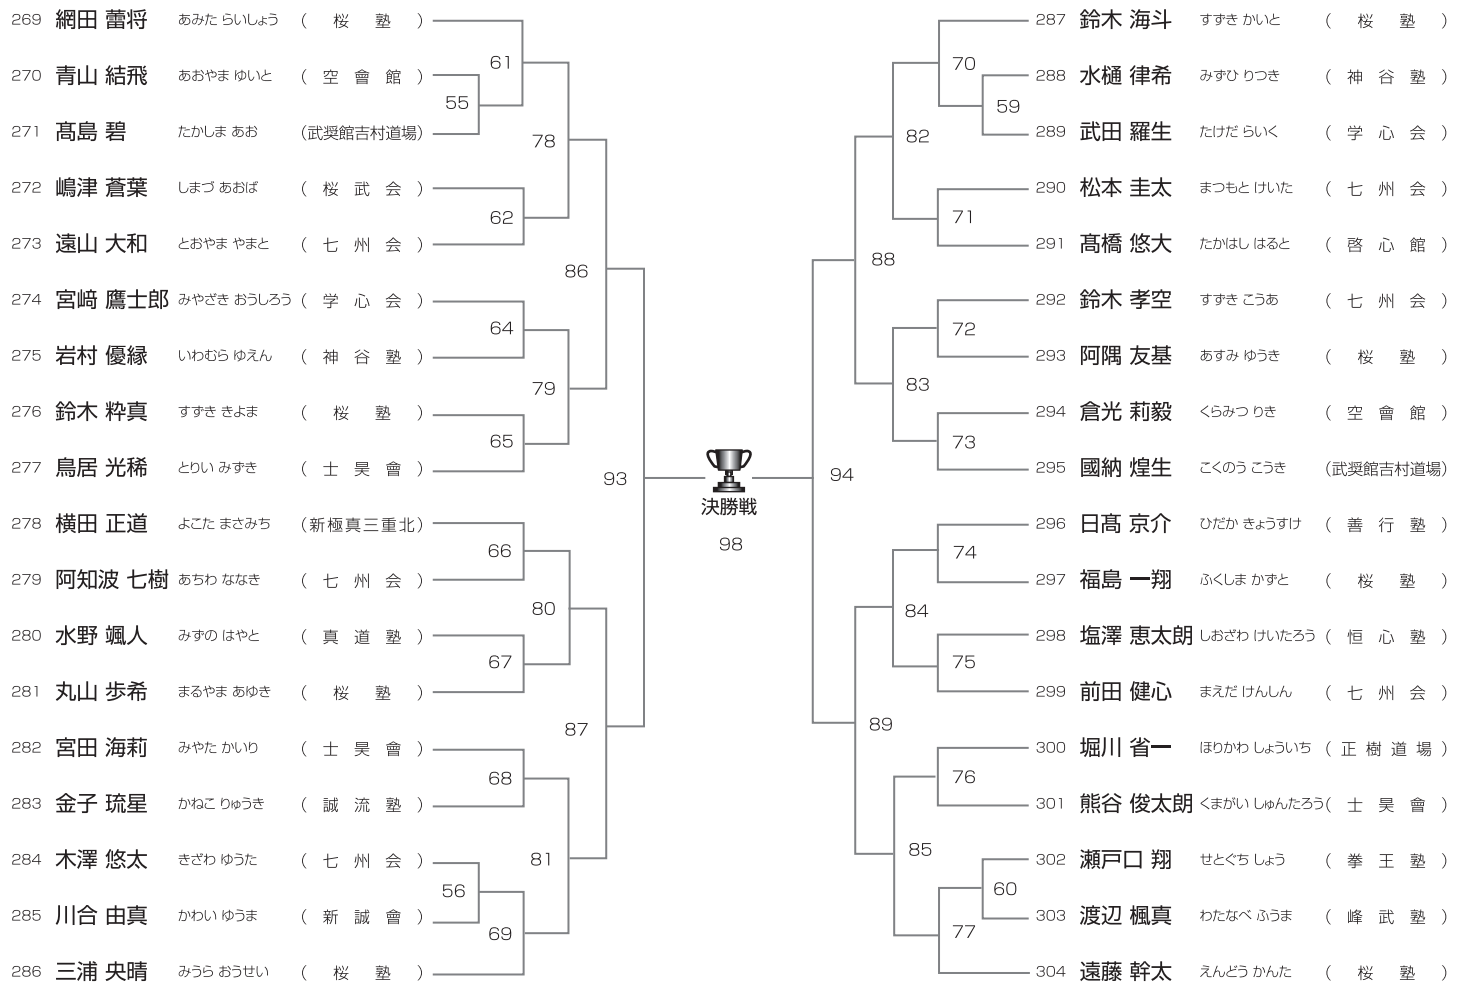 269 網田 蕾将 あみた らいしょう ( 桜 塾 )
270 青山 結飛 あおやま ゆいと ( 空 會 館 )
271 髙島 碧 たかしま あお (武奨館吉村道場)
272 嶋津 蒼葉 しまづ あおば ( 桜 武 会 )
273 遠山 大和 とおやま やまと ( 七 州 会 )
274 宮﨑 鷹士郎 みやざき おうしろう ( 学 心 会 )
275 岩村 優縁 いわむら ゆえん ( 神 谷 塾 )
276 鈴木 粋真 すずき きよま ( 桜 塾 )
277 鳥居 光稀 とりい みずき ( 士 昊 會 )
278 横田 正道 よこた まさみち (新極真三重北)
279 阿知波 七樹 あちわ ななき ( 七 州 会 )
280 水野 颯人 みずの はやと ( 真 道 塾 )
281 丸山 歩希 まるやま あゆき ( 桜 塾 )
282 宮田 海莉 みやた かいり ( 士 昊 會 )
283 金子 琉星 かねこ りゅうき ( 誠 流 塾 )
284 木澤 悠太 きざわ ゆうた ( 七 州 会 )
285 川合 由真 かわい ゆうま ( 新 誠 會 )
286 三浦 央晴 みうら おうせい ( 桜 塾 )
55
56
61
62
64
65
66
67
68
69
78
79
80
81
86
87
93
決勝戦
98
94
88
89
82
83
84
85
70
71
72
73
74
75
76
77
59
60
287 鈴木 海斗 すずき かいと ( 桜 塾 )
288 水樋 律希 みずひ りつき ( 神 谷 塾 )
289 武田 羅生 たけだ らいく ( 学 心 会 )
290 松本 圭太 まつもと けいた ( 七 州 会 )
291 髙橋 悠大 たかはし はると ( 啓 心 館 )
292 鈴木 孝空 すずき こうあ ( 七 州 会 )
293 阿隅 友基 あすみ ゆうき ( 桜 塾 )
294 倉光 莉毅 くらみつ りき ( 空 會 館 )
295 國納 煌生 こくのう こうき (武奨館吉村道場)
296 日髙 京介 ひだか きょうすけ ( 善 行 塾 )
297 福島 一翔 ふくしま かずと ( 桜 塾 )
298 塩澤 恵太朗 しおざわ けいたろう ( 恒 心 塾 )
299 前田 健心 まえだ けんしん ( 七 州 会 )
300 堀川 省一 ほりかわ しょういち ( 正 樹 道 場 )
301 熊谷 俊太朗 くまがい しゅんたろう( 士 昊 會 )
302 瀬戸口 翔 せとぐち しょう ( 拳 王 塾 )
303 渡辺 楓真 わたなべ ふうま ( 峰 武 塾 )
304 遠藤 幹太 えんどう かんた ( 桜 塾 )